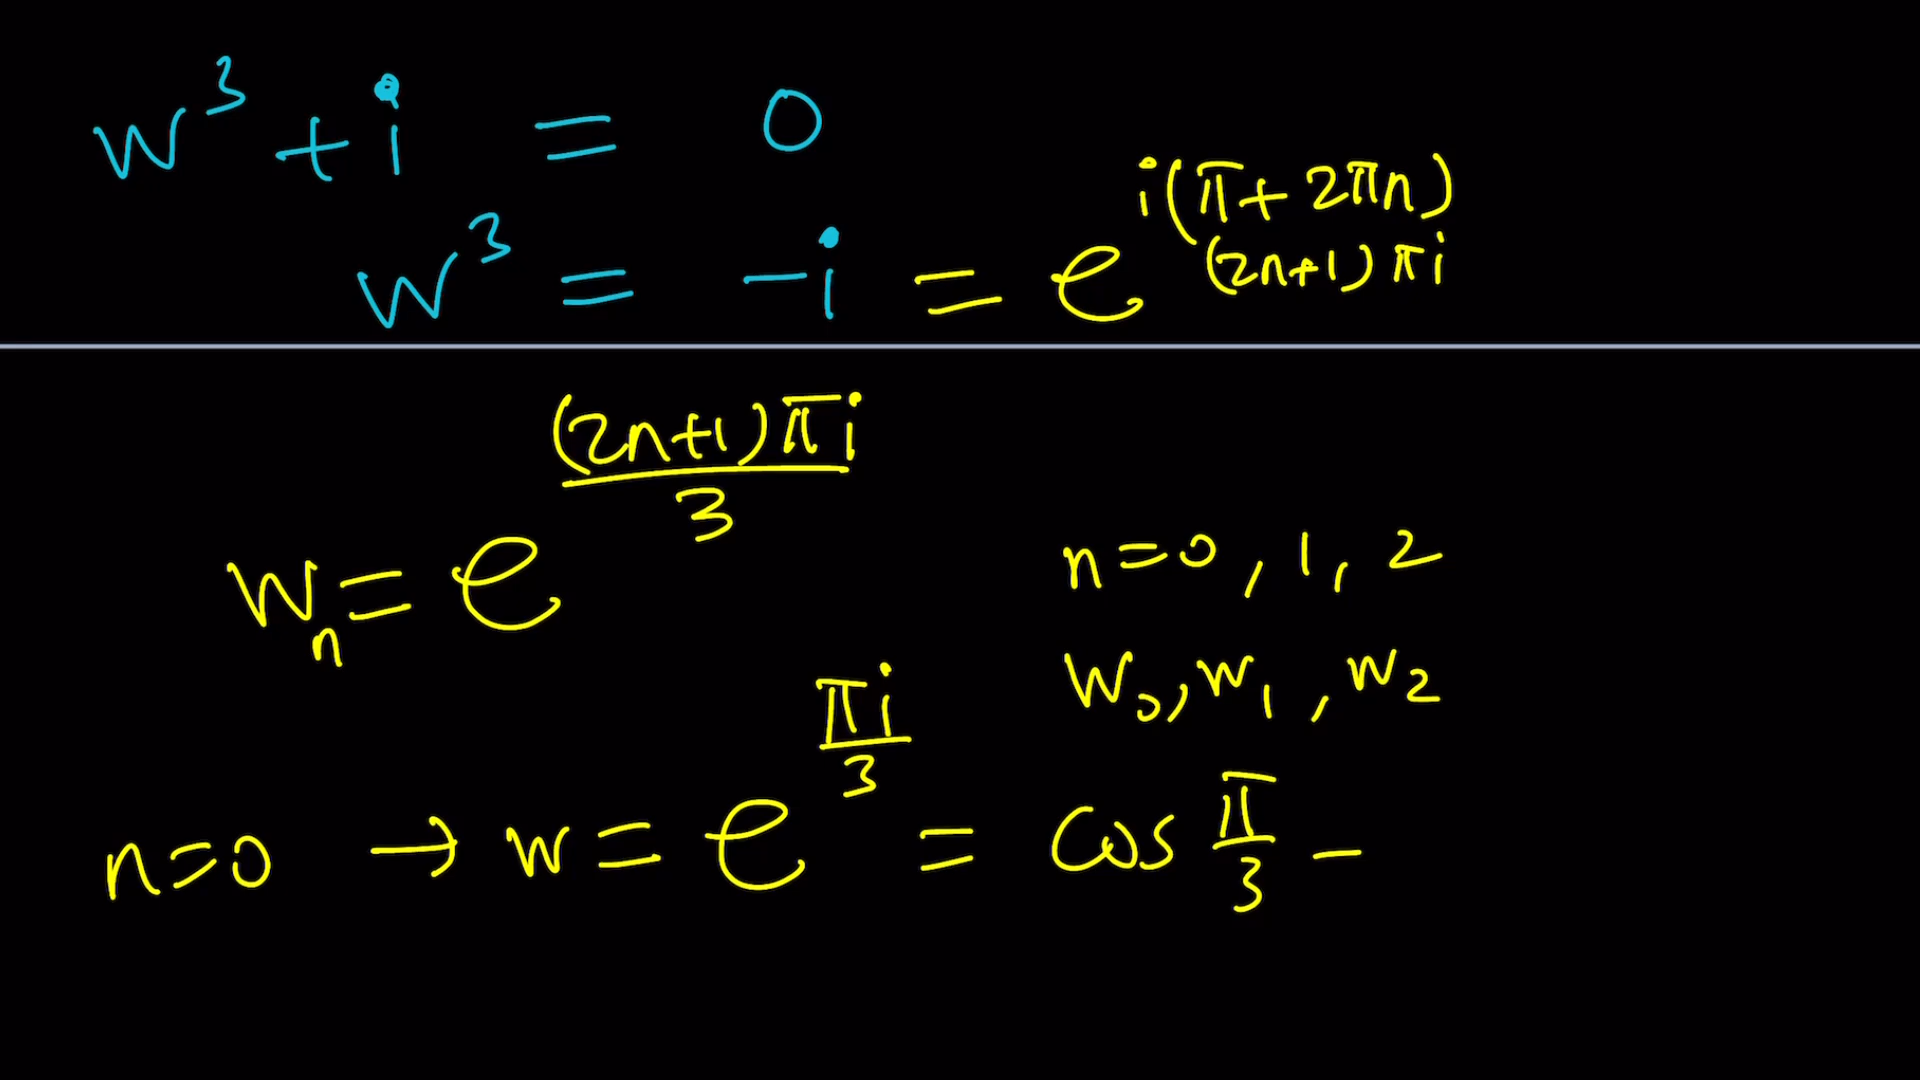 w³ + i = 0
i(π + 2πn)
w³ = -i = e^(2n+1)πi
(2n+1)πi
3
wₙ = e
n = 0, 1, 2
w₀, w₁, w₂
πi
3
n=0 → w = e = cos π/3 –